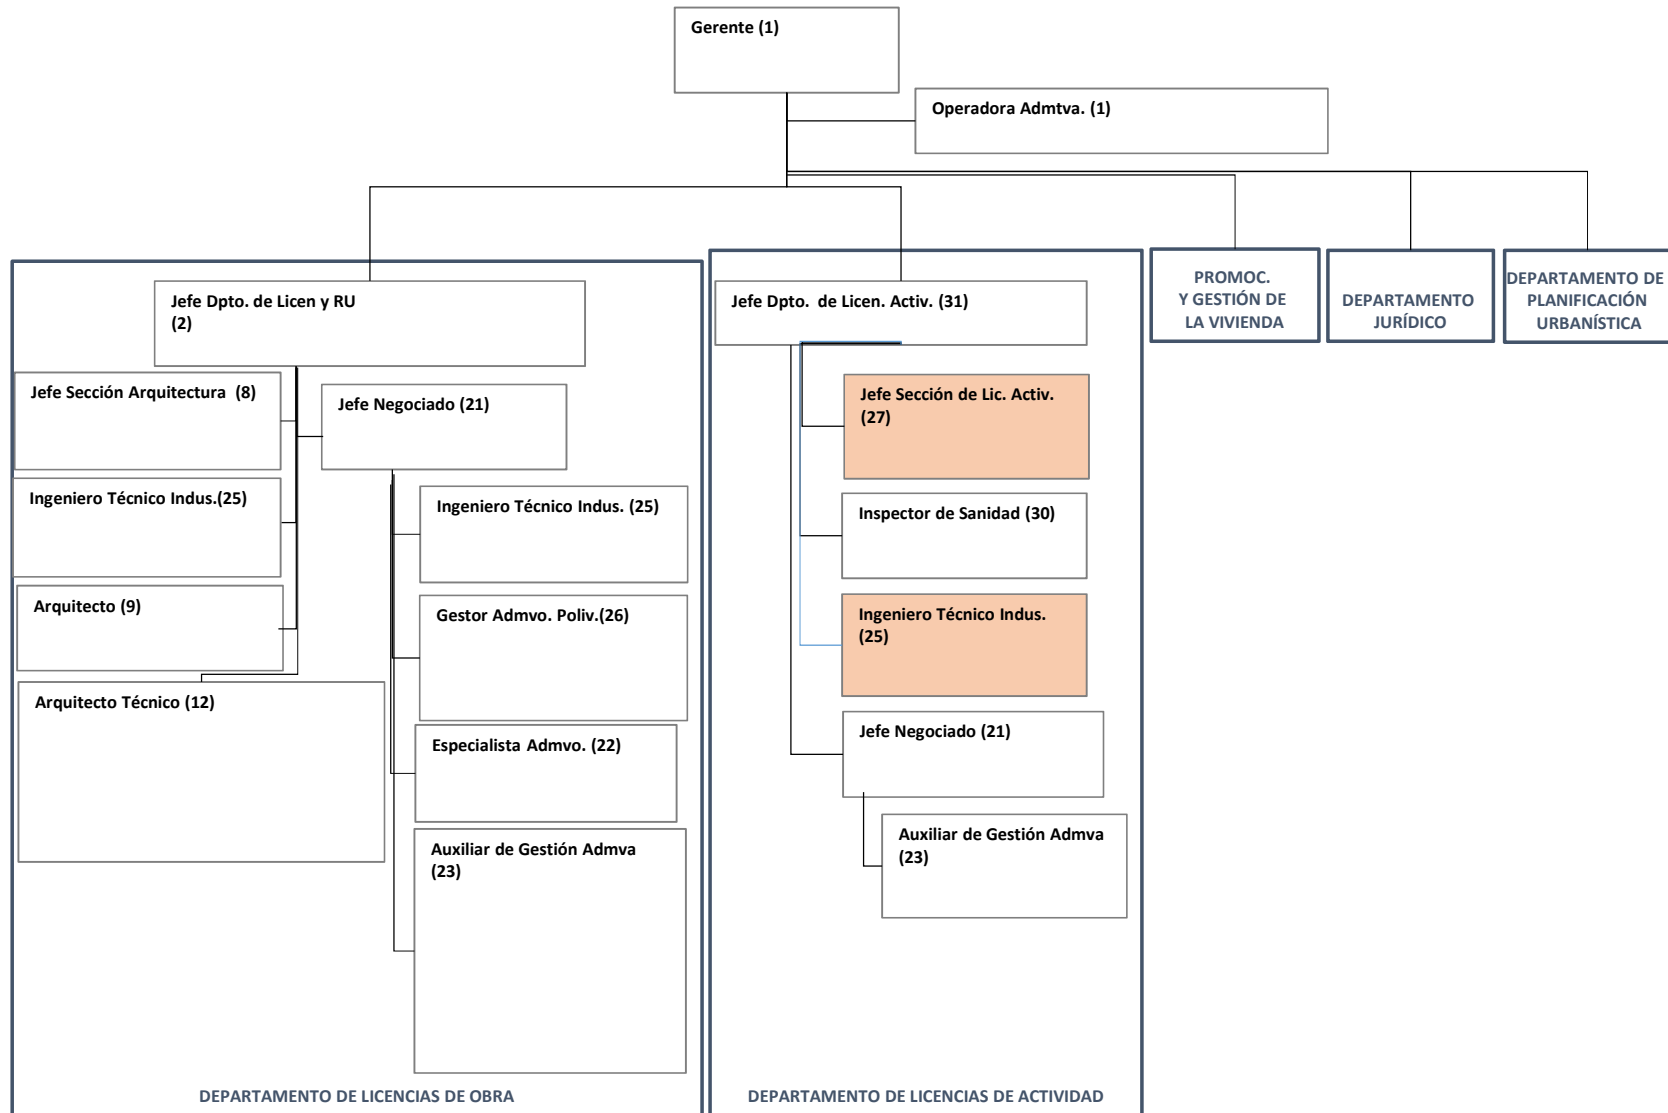 Gerente (1)
Operadora Admtva. (1)
PROMOC.
Y GESTIÓN DE
LA VIVIENDA
DEPARTAMENTO
JURÍDICO
DEPARTAMENTO DE
PLANIFICACIÓN
URBANÍSTICA
Jefe Dpto. de Licen y RU
(2)
Jefe Sección Arquitectura (8)
Jefe Negociado (21)
Ingeniero Técnico Indus.(25)
Ingeniero Técnico Indus. (25)
Arquitecto (9)
Gestor Admvo. Poliv.(26)
Arquitecto Técnico (12)
Especialista Admvo. (22)
Auxiliar de Gestión Admva
(23)
DEPARTAMENTO DE LICENCIAS DE OBRA
Jefe Dpto. de Licen. Activ. (31)
Jefe Sección de Lic. Activ.
(27)
Inspector de Sanidad (30)
Ingeniero Técnico Indus.
(25)
Jefe Negociado (21)
Auxiliar de Gestión Admva
(23)
DEPARTAMENTO DE LICENCIAS DE ACTIVIDAD